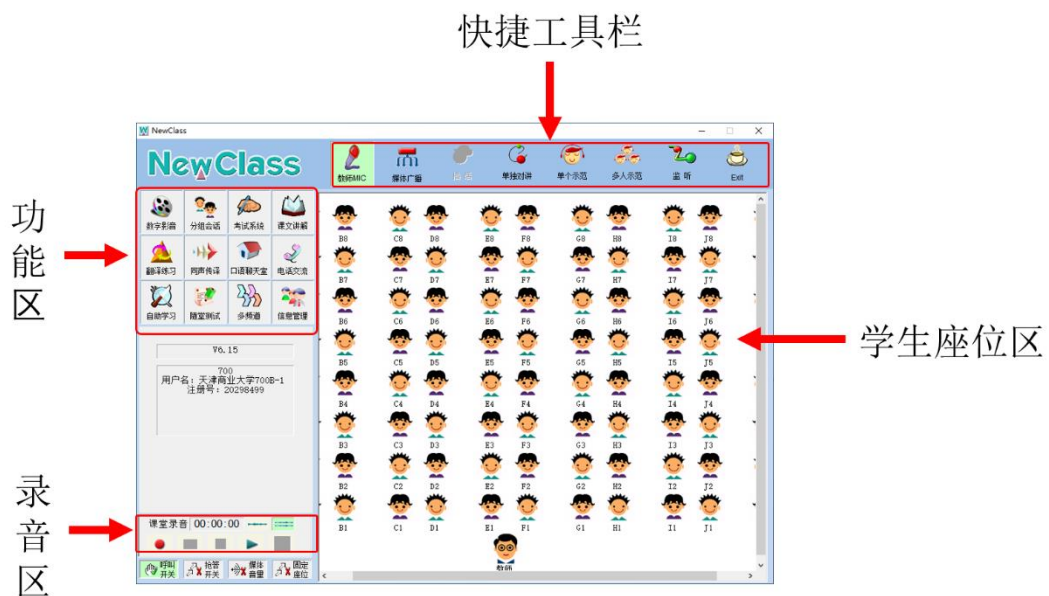 快捷工具栏
NewClass
NewClass
教师MIC 媒体广播 单独对讲 单个示范 多人示范 监听 Exit
功能区
数字影音 分组会话 考试系统 课文讲解
翻译练习 同声传译 口语聊天室 电话交流
自助学习 随堂测试 多频道 信息管理
V6.15
700
用户名：天津商业大学700B-1
注册号：20298499
B8 C8 D8 E8 F8 G8 H8 I8 J8
B7 C7 D7 E7 F7 G7 H7 I7 J7
B6 C6 D6 E6 F6 G6 H6 I6 J6
学生座位区
B5 C5 D5 E5 F5 G5 H5 I5 J5
B4 C4 D4 E4 F4 G4 H4 I4 J4
B3 C3 D3 E3 F3 G3 H3 I3 J3
B2 C2 D2 E2 F2 G2 H2 I2 J2
B1 C1 D1 E1 F1 G1 H1 I1 J1
教师
录音区
课堂录音 00:00:00
呼叫开关 抢答开关 媒体音量 固定座位